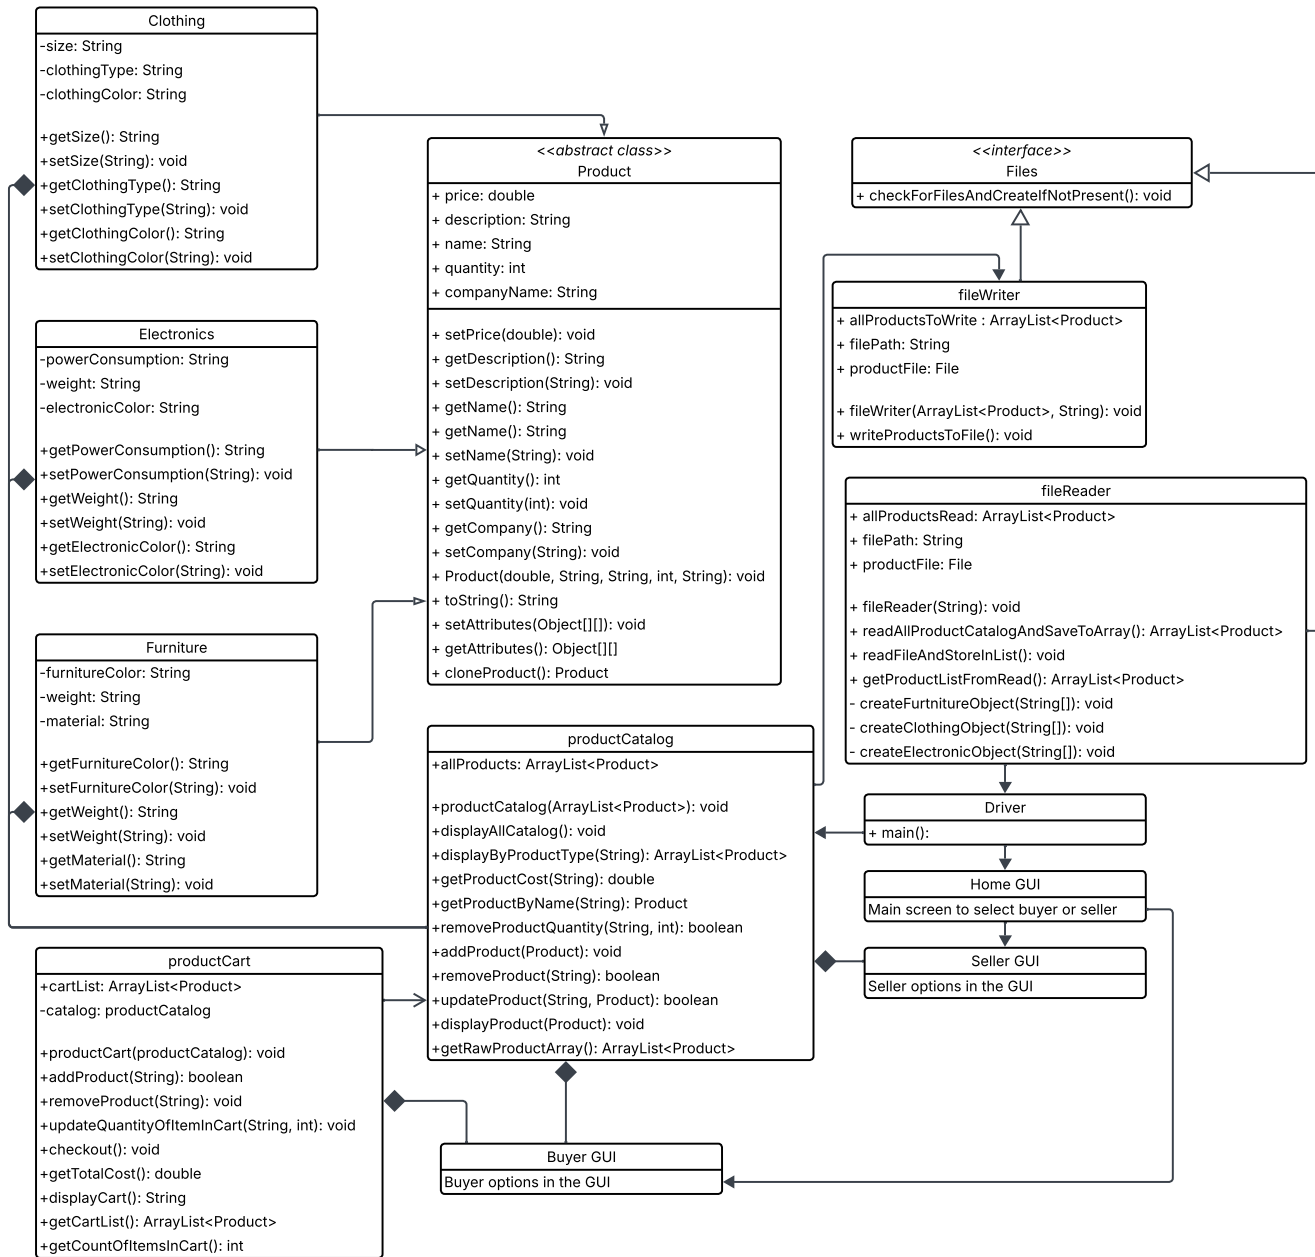 Clothing
-size: String
-clothingType: String
-clothingColor: String
+getSize(): String
+setSize(String): void
+getClothingType(): String
+setClothingType(String): void
+getClothingColor(): String
+setClothingColor(String): void
Electronics
-powerConsumption: String
-weight: String
-electronicColor: String
+getPowerConsumption(): String
+setPowerConsumption(String): void
+getWeight(): String
+setWeight(String): void
+getElectronicColor(): String
+setElectronicColor(String): void
Furniture
-furnitureColor: String
-weight: String
-material: String
+getFurnitureColor(): String
+setFurnitureColor(String): void
+getWeight(): String
+setWeight(String): void
+getMaterial(): String
+setMaterial(String): void
productCart
+cartList: ArrayList<Product>
-catalog: productCatalog
+productCart(productCatalog): void
+addProduct(String): boolean
+removeProduct(String): void
+updateQuantityOfItemInCart(String, int): void
+checkout(): void
+getTotalCost(): double
+displayCart(): String
+getCartList(): ArrayList<Product>
+getCountOfItemsInCart(): int
<<abstract class>>
Product
+ price: double
+ description: String
+ name: String
+ quantity: int
+ companyName: String
+ setPrice(double): void
+ getDescription(): String
+ setDescription(String): void
+ getName(): String
+ getName(): String
+ setName(String): void
+ getQuantity(): int
+ setQuantity(int): void
+ getCompany(): String
+ setCompany(String): void
+ Product(double, String, String, int, String): void
+ toString(): String
+ setAttributes(Object[][]): void
+ getAttributes(): Object[][]
+ cloneProduct(): Product
productCatalog
+allProducts: ArrayList<Product>
+productCatalog(ArrayList<Product>): void
+displayAllCatalog(): void
+displayByProductType(String): ArrayList<Product>
+getProductCost(String): double
+getProductByName(String): Product
+removeProductQuantity(String, int): boolean
+addProduct(Product): void
+removeProduct(String): boolean
+updateProduct(String, Product): boolean
+displayProduct(Product): void
+getRawProductArray(): ArrayList<Product>
Buyer GUI
Buyer options in the GUI
<<interface>>
Files
+ checkForFilesAndCreateIfNotPresent(): void
fileWriter
+ allProductsToWrite : ArrayList<Product>
+ filePath: String
+ productFile: File
+ fileWriter(ArrayList<Product>, String): void
+ writeProductsToFile(): void
fileReader
+ allProductsRead: ArrayList<Product>
+ filePath: String
+ productFile: File
+ fileReader(String): void
+ readAllProductCatalogAndSaveToArray(): ArrayList<Product>
+ readFileAndStoreInList(): void
+ getProductListFromRead(): ArrayList<Product>
- createFurtnitureObject(String[]): void
- createClothingObject(String[]): void
- createElectronicObject(String[]): void
Driver
+ main():
Home GUI
Main screen to select buyer or seller
Seller GUI
Seller options in the GUI